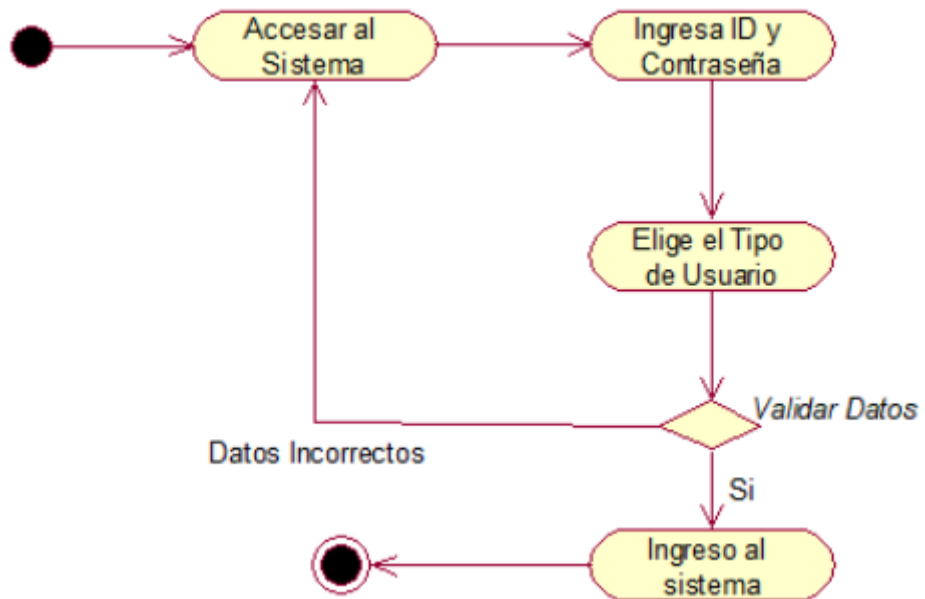 Accesar al
Sistema
Ingresa ID y
Contraseña
Elige el Tipo
de Usuario
Validar Datos
Datos Incorrectos
Si
Ingreso al
sistema